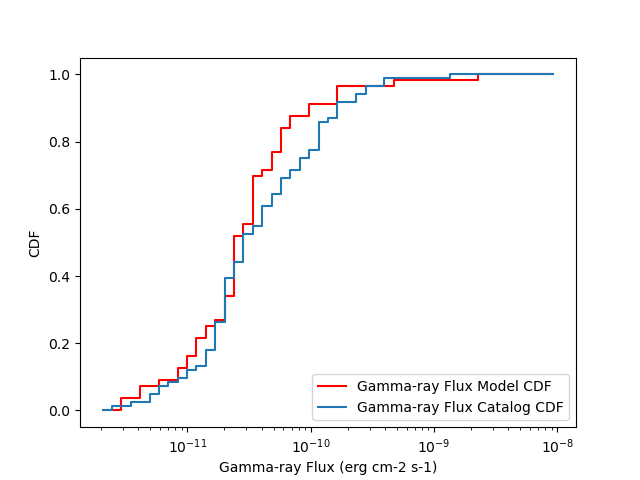 1.0
0.8
0.6
0.4
0.2
0.0
CDF
10⁻¹¹
10⁻¹⁰
10⁻⁹
10⁻⁸
Gamma-ray Flux (erg cm-2 s-1)
Gamma-ray Flux Model CDF
Gamma-ray Flux Catalog CDF